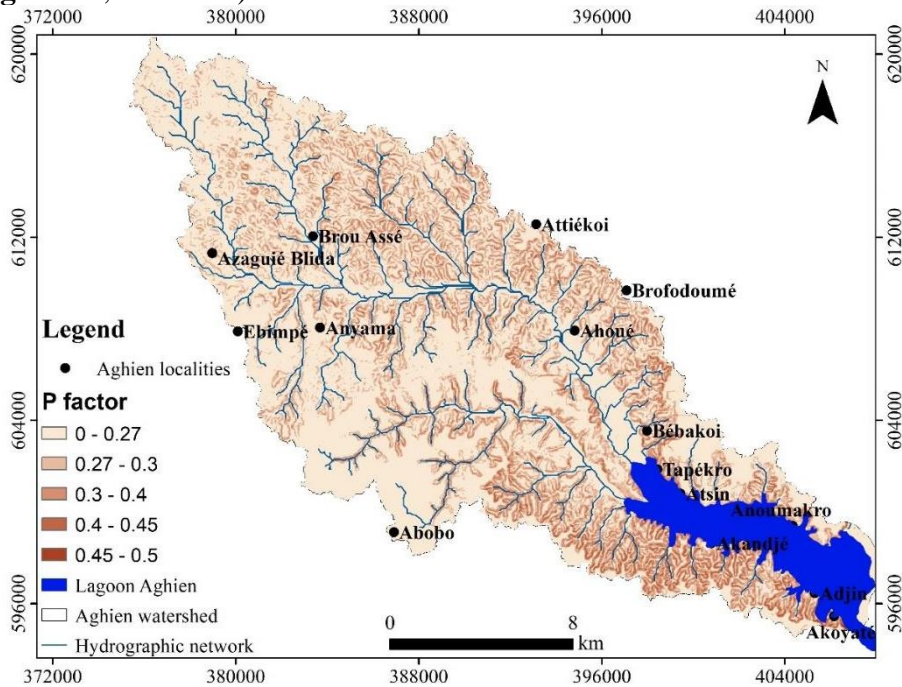 372000 380000 388000 396000 404000
620000
620000
N
612000
612000
Attiékoi
Brou Assé
Azaguié Blida
Brofodoumé
Legend
Ebimpé
Anyama
Ahoué
Aghien localities
P factor
604000
604000
0 - 0.27
Bébakoi
0.27 - 0.3
Tapékro
0.3 - 0.4
Atsin
0.4 - 0.45
Anoumakro
0.45 - 0.5
Abobo
Akandjé
Lagoon Aghien
Adjin
596000
596000
Aghien watershed
0 8
Akoyaté
Hydrographic network
km
372000 380000 388000 396000 404000